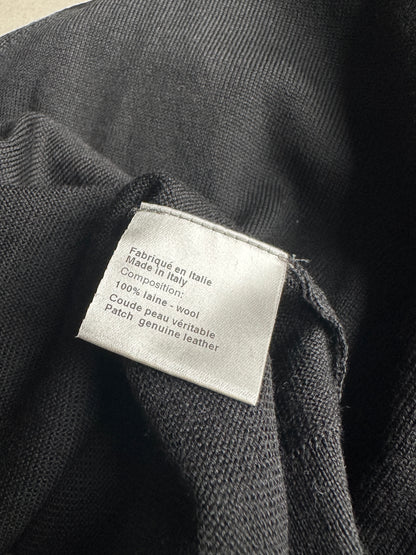 Fabriqué en Italie
Made in Italy
Composition:
100% laine - wool
Coude peau véritable
Patch genuine leather